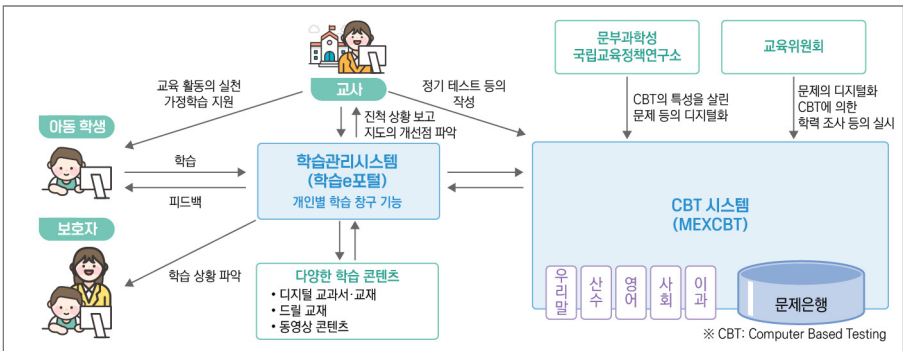 문부과학성
국립교육정책연구소
교육위원회
교사
교육 활동의 실천
가정학습 지원
정기 테스트 등의
작성
진척 상황 보고
지도의 개선점 파악
CBT의 특성을 살린
문제 등의 디지털화
문제의 디지털화
CBT에 의한
학력 조사 등의 실시
아동 학생
학습
피드백
학습관리시스템
(학습e포털)
개인별 학습 창구 기능
CBT 시스템
(MEXCBT)
보호자
학습 상황 파악
다양한 학습 콘텐츠
• 디지털 교과서·교재
• 드릴 교재
• 동영상 콘텐츠
우리말
산수
영어
사회
이과
문제은행
※ CBT: Computer Based Testing